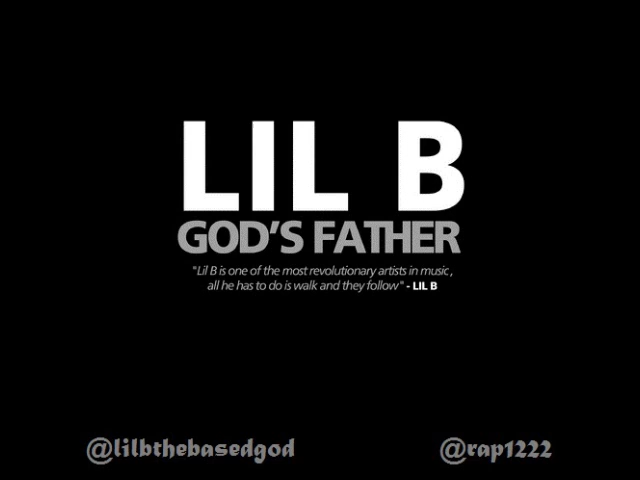 LIL B
GOD'S FATHER
"Lil B is one of the most revolutionary artists in music,
all he has to do is walk and they follow" - LIL B
@lilbthebasedgod @rap1222